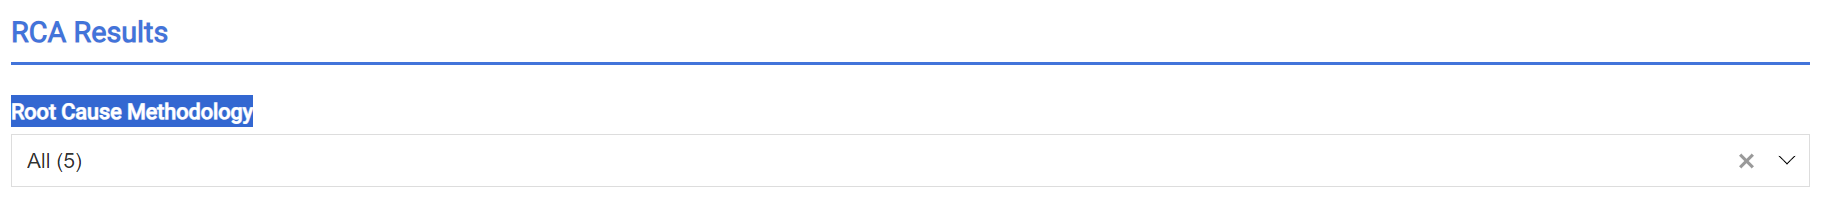 RCA Results
Root Cause Methodology
All (5)